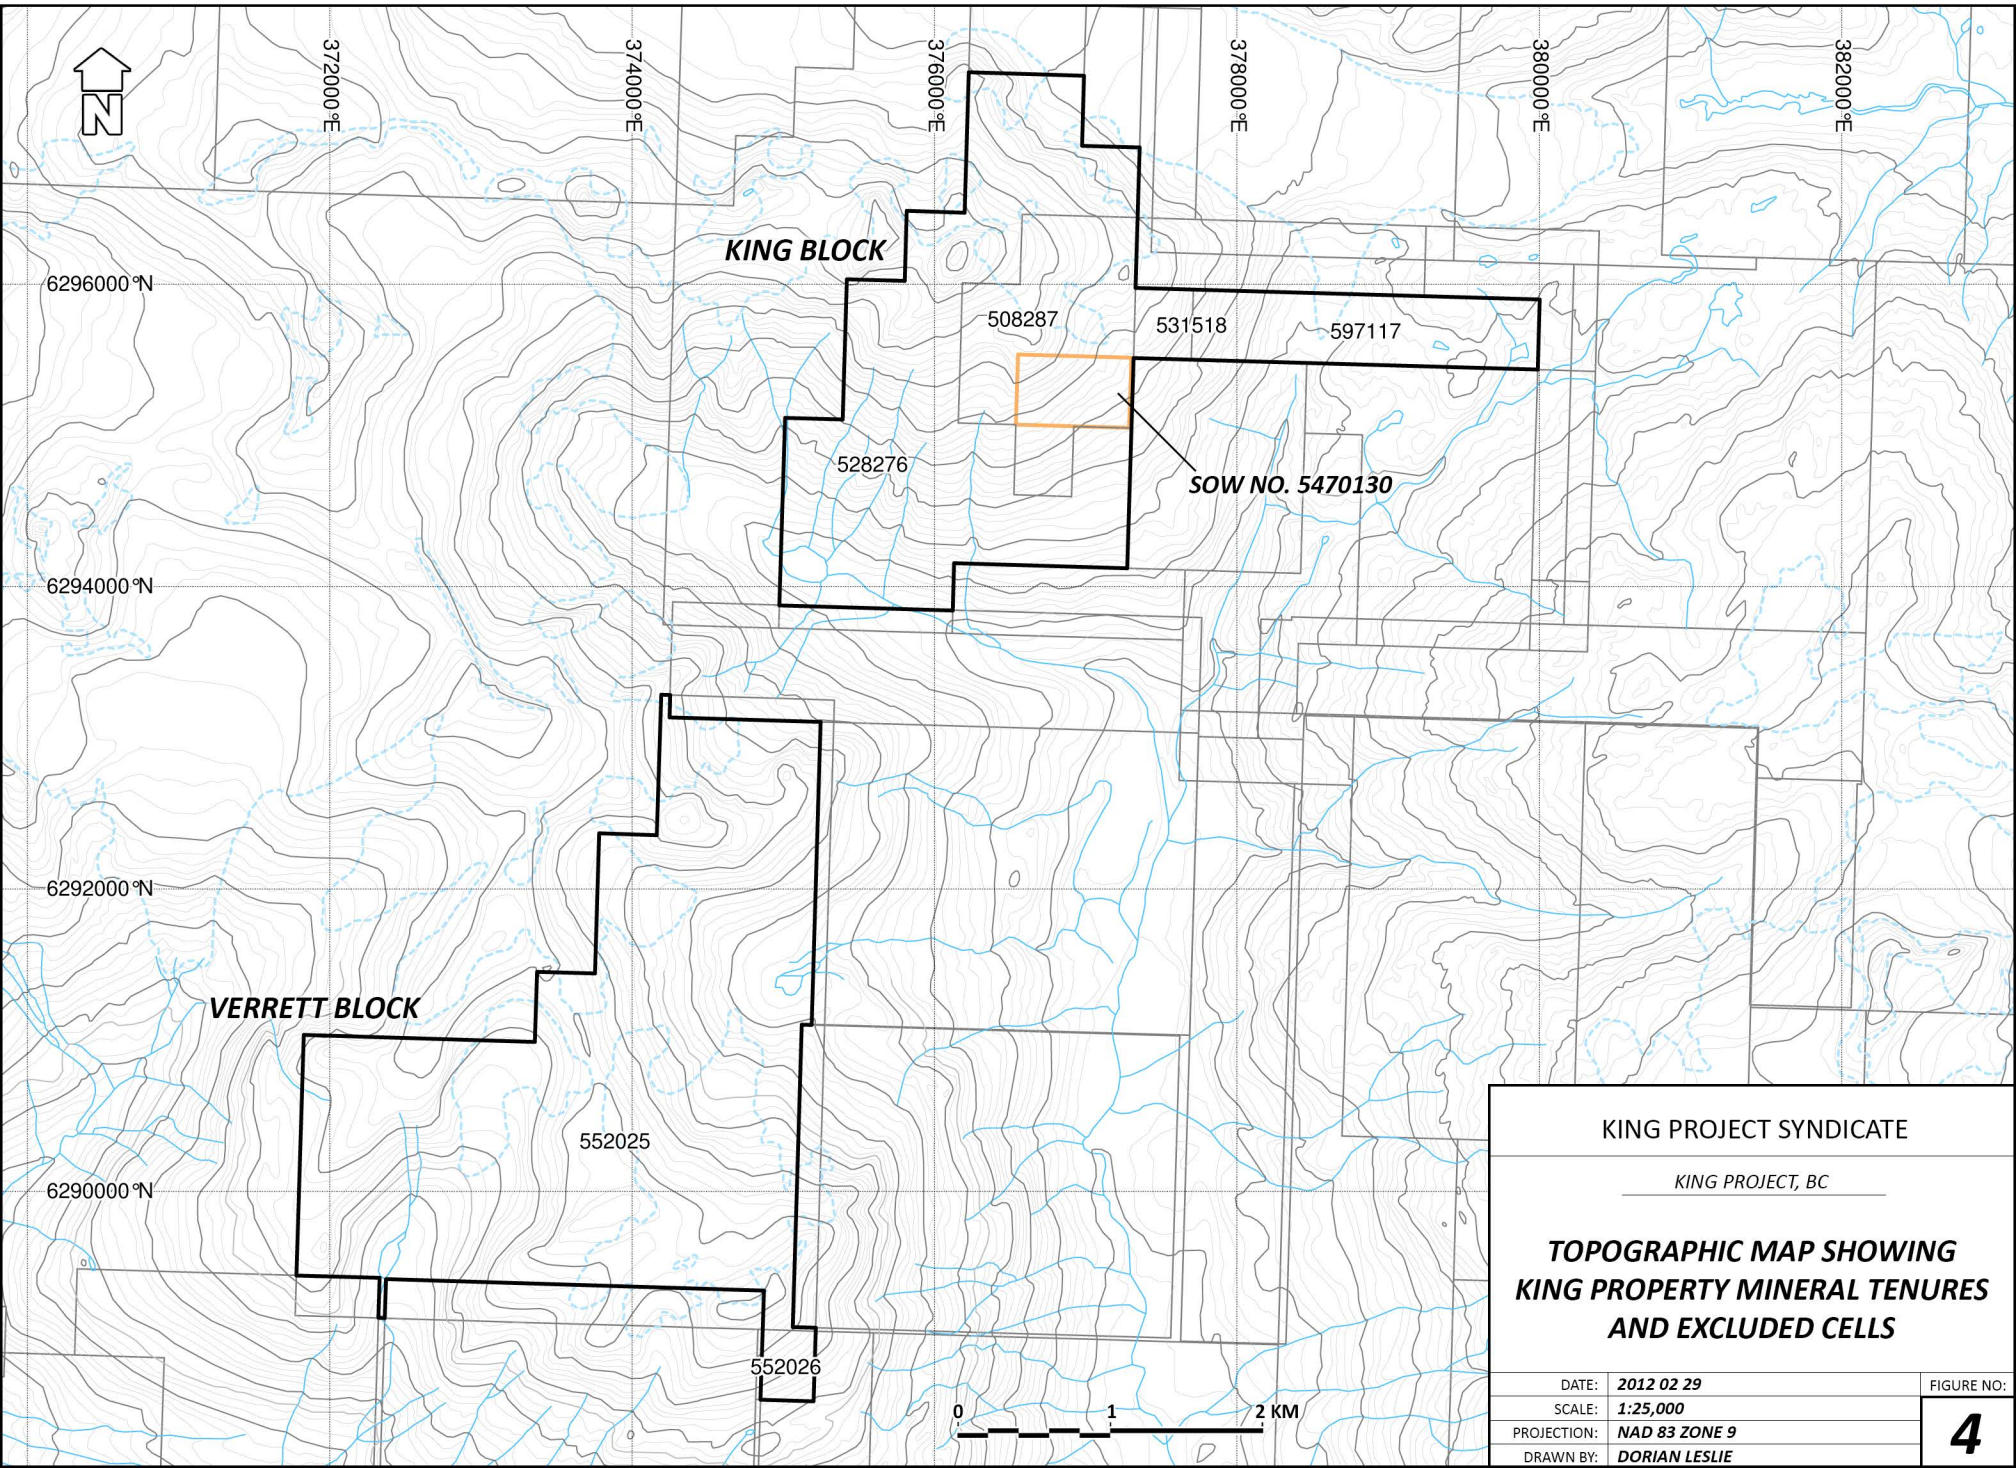 N
372000°E
374000°E
376000°E
378000°E
380000°E
382000°E
KING BLOCK
6296000°N
508287
531518
597117
528276
SOW NO. 5470130
6294000°N
6292000°N
VERRETT BLOCK
552025
6290000°N
552026
0 1 2 KM
KING PROJECT SYNDICATE
KING PROJECT, BC
TOPOGRAPHIC MAP SHOWING
KING PROPERTY MINERAL TENURES
AND EXCLUDED CELLS
DATE: 2012 02 29
SCALE: 1:25,000
PROJECTION: NAD 83 ZONE 9
DRAWN BY: DORIAN LESLIE
FIGURE NO:
4